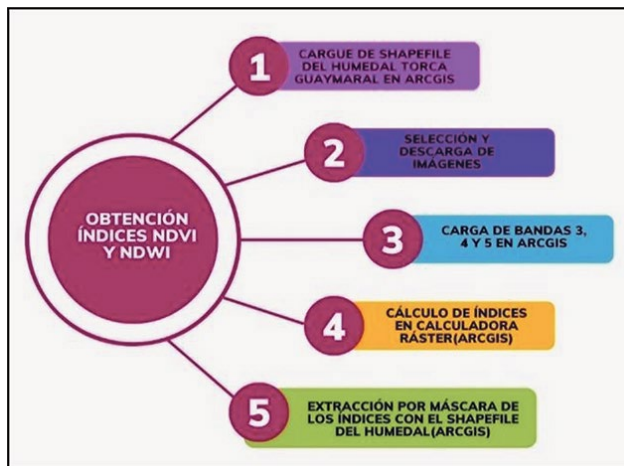 OBTENCIÓN
ÍNDICES NDVI
Y NDWI
1
CARGUE DE SHAPEFILE
DEL HUMEDAL TORCA
GUAYMARAL EN ARCGIS
2
SELECCIÓN Y
DESCARGA DE
IMÁGENES
3
CARGA DE BANDAS 3,
4 Y 5 EN ARCGIS
4
CÁLCULO DE ÍNDICES
EN CALCULADORA
RÁSTER(ARCGIS)
5
EXTRACCIÓN POR MÁSCARA DE
LOS ÍNDICES CON EL SHAPEFILE
DEL HUMEDAL(ARCGIS)